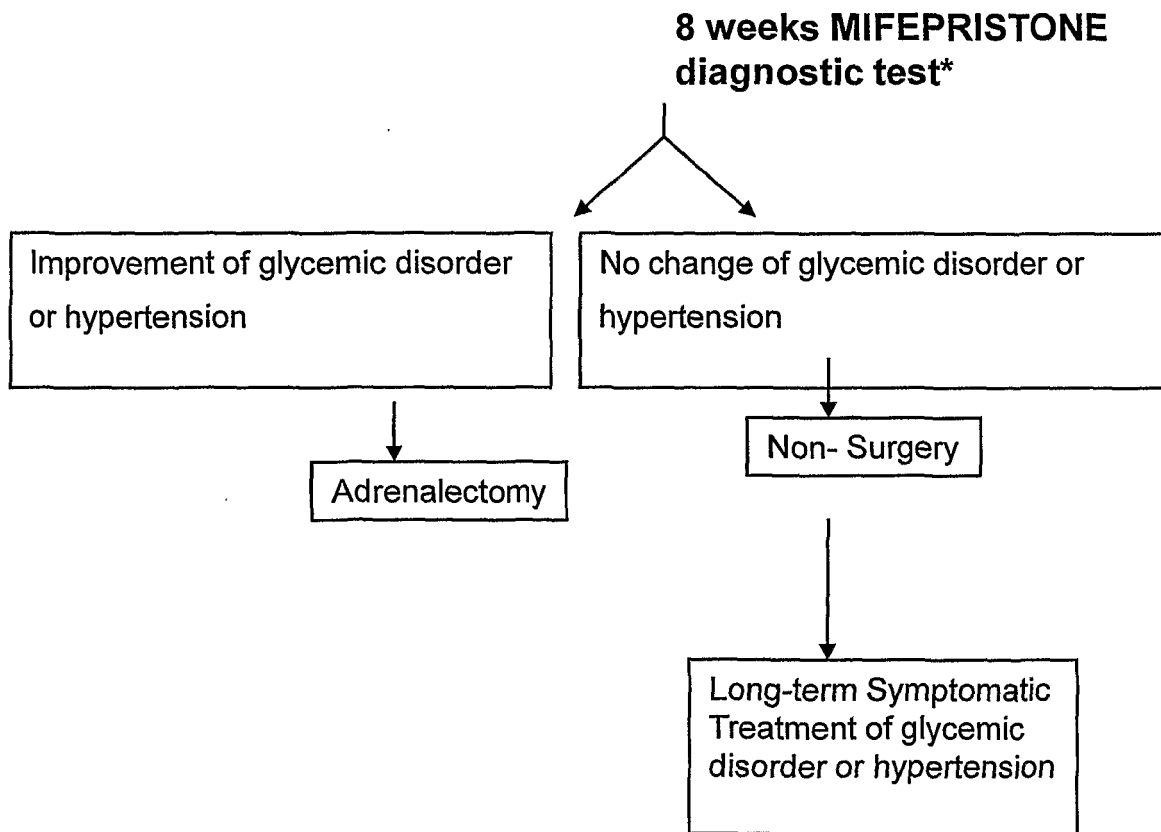 8 weeks MIFEPRISTONE
diagnostic test*
Improvement of glycemic disorder
or hypertension
No change of glycemic disorder or
hypertension
Non- Surgery
Adrenalectomy
Long-term Symptomatic
Treatment of glycemic
disorder or hypertension